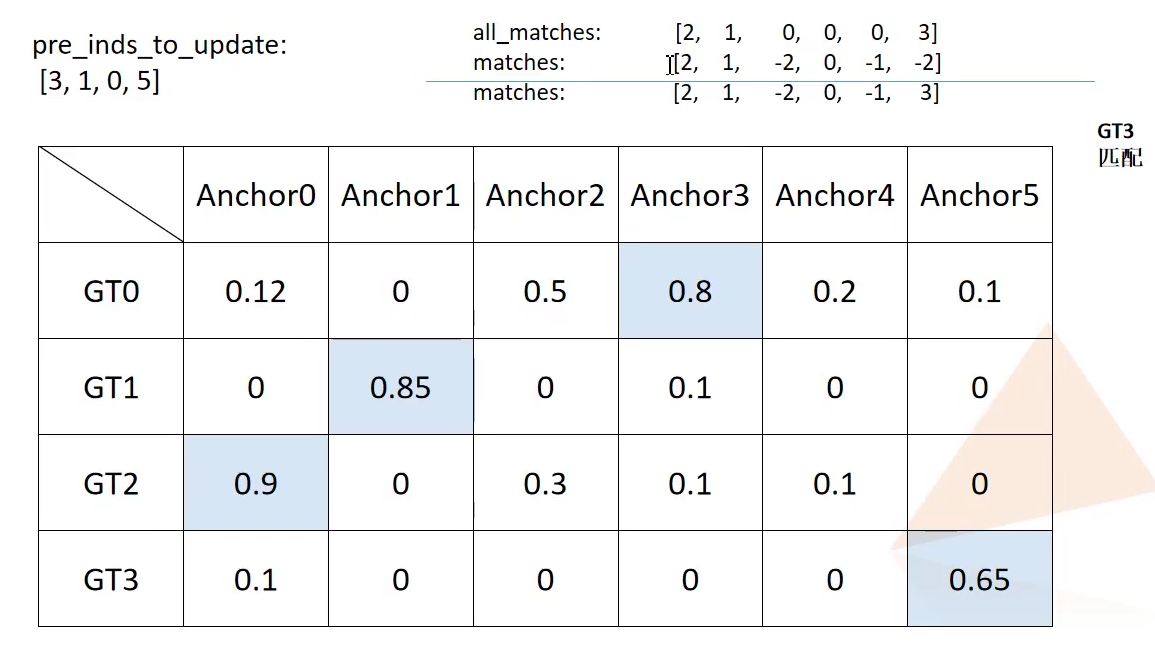 pre_inds_to_update:
[3, 1, 0, 5]
all_matches: [2, 1, 0, 0, 0, 3]
matches: [2, 1, -2, 0, -1, -2]
matches: [2, 1, -2, 0, -1, 3]
GT3
匹配
Anchor0 Anchor1 Anchor2 Anchor3 Anchor4 Anchor5
GT0 0.12 0 0.5 0.8 0.2 0.1
GT1 0 0.85 0 0.1 0 0
GT2 0.9 0 0.3 0.1 0.1 0
GT3 0.1 0 0 0 0 0.65